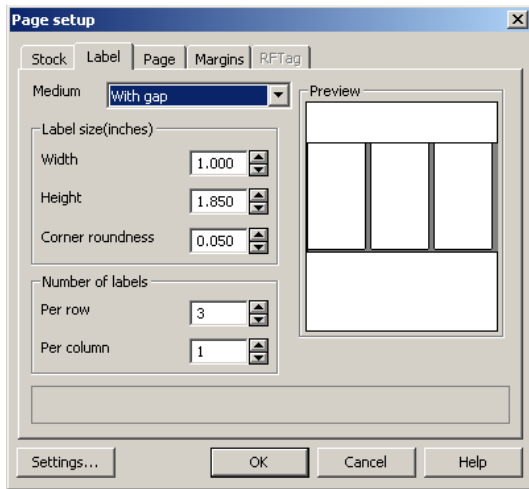 Page setup
Stock Label Page Margins RFTag
Medium With gap
Preview
Label size(inches)
Width 1.000
Height 1.850
Corner roundness 0.050
Number of labels
Per row 3
Per column 1
Settings... OK Cancel Help